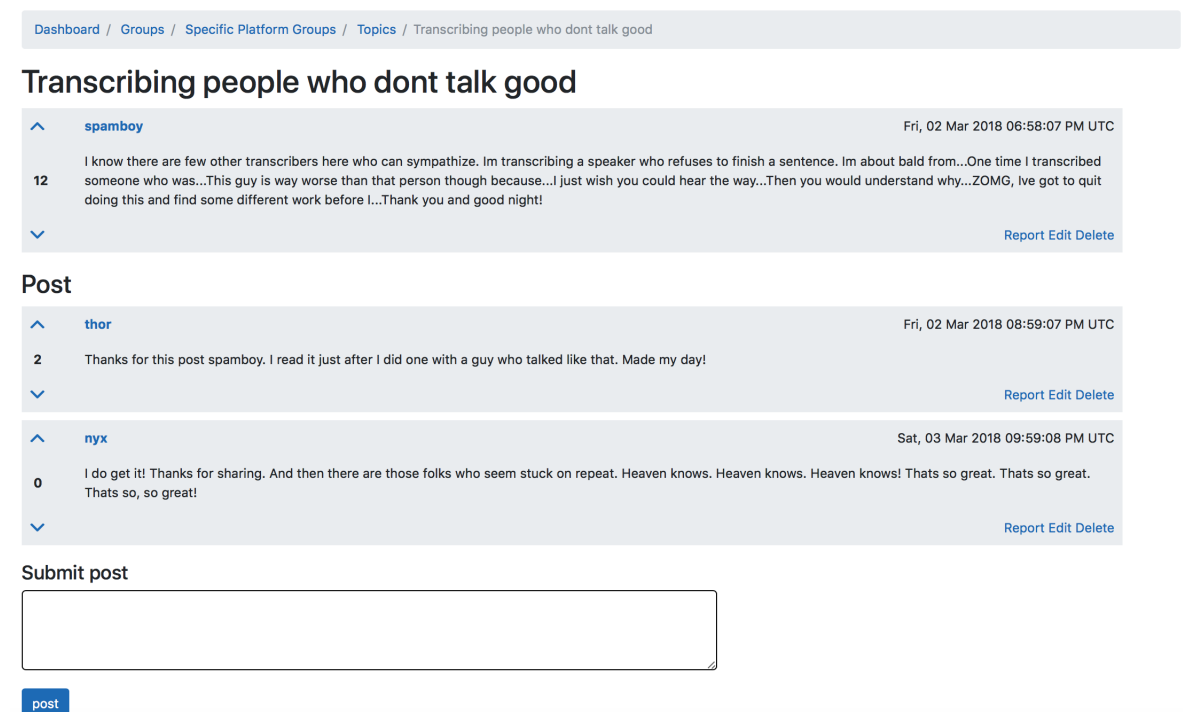 Dashboard / Groups / Specific Platform Groups / Topics / Transcribing people who dont talk good
Transcribing people who dont talk good
spamboy Fri, 02 Mar 2018 06:58:07 PM UTC
I know there are few other transcribers here who can sympathize. Im transcribing a speaker who refuses to finish a sentence. Im about bald from...One time I transcribed
12 someone who was...This guy is way worse than that person though because...I just wish you could hear the way...Then you would understand why...ZOMG, Ive got to quit
doing this and find some different work before I...Thank you and good night!
Report Edit Delete
Post
thor Fri, 02 Mar 2018 08:59:07 PM UTC
2 Thanks for this post spamboy. I read it just after I did one with a guy who talked like that. Made my day!
Report Edit Delete
nyx Sat, 03 Mar 2018 09:59:08 PM UTC
I do get it! Thanks for sharing. And then there are those folks who seem stuck on repeat. Heaven knows. Heaven knows. Heaven knows! Thats so great. Thats so great.
0 Thats so, so great!
Report Edit Delete
Submit post
post